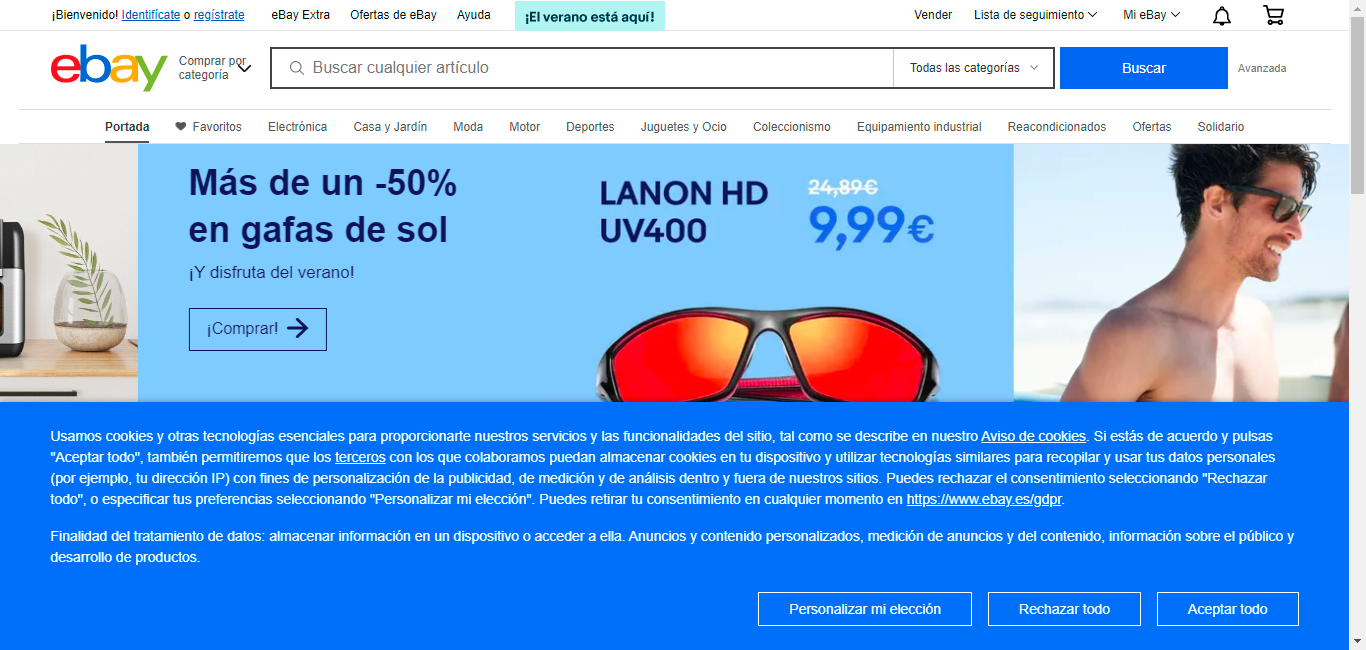 ¡Bienvenido! Identifícate o regístrate eBay Extra Ofertas de eBay Ayuda ¡El verano está aquí! Vender Lista de seguimiento Mi eBay
ebay
Comprar por
categoría
Buscar cualquier artículo Todas las categorías Buscar Avanzada
Portada Favoritos Electrónica Casa y Jardín Moda Motor Deportes Juguetes y Ocio Coleccionismo Equipamiento industrial Reacondicionados Ofertas Solidario
Más de un -50%
en gafas de sol
¡Y disfruta del verano!
¡Comprar!
LANON HD
UV400
24,89€
9,99€
Usamos cookies y otras tecnologías esenciales para proporcionarte nuestros servicios y las funcionalidades del sitio, tal como se describe en nuestro Aviso de cookies. Si estás de acuerdo y pulsas
"Aceptar todo", también permitiremos que los terceros con los que colaboramos puedan almacenar cookies en tu dispositivo y utilizar tecnologías similares para recopilar y usar tus datos personales
(por ejemplo, tu dirección IP) con fines de personalización de la publicidad, de medición y de análisis dentro y fuera de nuestros sitios. Puedes rechazar el consentimiento seleccionando "Rechazar
todo", o especificar tus preferencias seleccionando "Personalizar mi elección". Puedes retirar tu consentimiento en cualquier momento en https://www.ebay.es/gdpr.
Finalidad del tratamiento de datos: almacenar información en un dispositivo o acceder a ella. Anuncios y contenido personalizados, medición de anuncios y del contenido, información sobre el público y
desarrollo de productos.
Personalizar mi elección Rechazar todo Aceptar todo